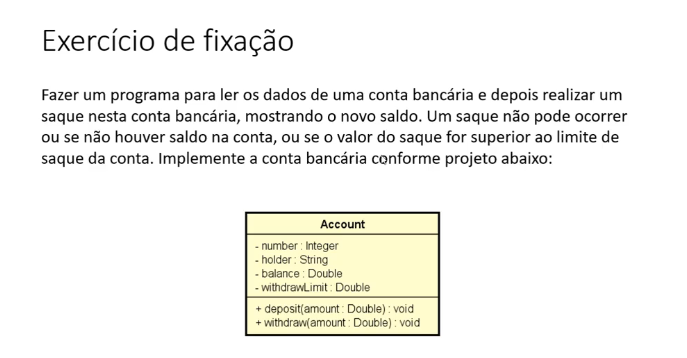 Exercício de fixação
Fazer um programa para ler os dados de uma conta bancária e depois realizar um
saque nesta conta bancária, mostrando o novo saldo. Um saque não pode ocorrer
ou se não houver saldo na conta, ou se o valor do saque for superior ao limite de
saque da conta. Implemente a conta bancária conforme projeto abaixo:
Account
- number : Integer
- holder : String
- balance : Double
- withdrawLimit : Double
+ deposit(amount : Double) : void
+ withdraw(amount : Double) : void